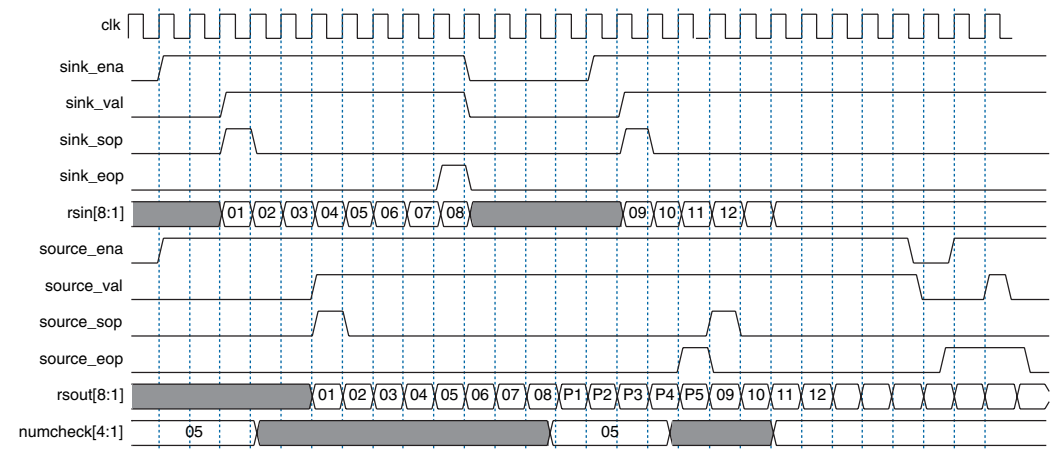 clk
sink_ena
sink_val
sink_sop
sink_eop
rsin[8:1] 01 02 03 04 05 06 07 08 09 10 11 12
source_ena
source_val
source_sop
source_eop
rsout[8:1] 01 02 03 04 05 06 07 08 P1 P2 P3 P4 P5 09 10 11 12
numcheck[4:1] 05 05